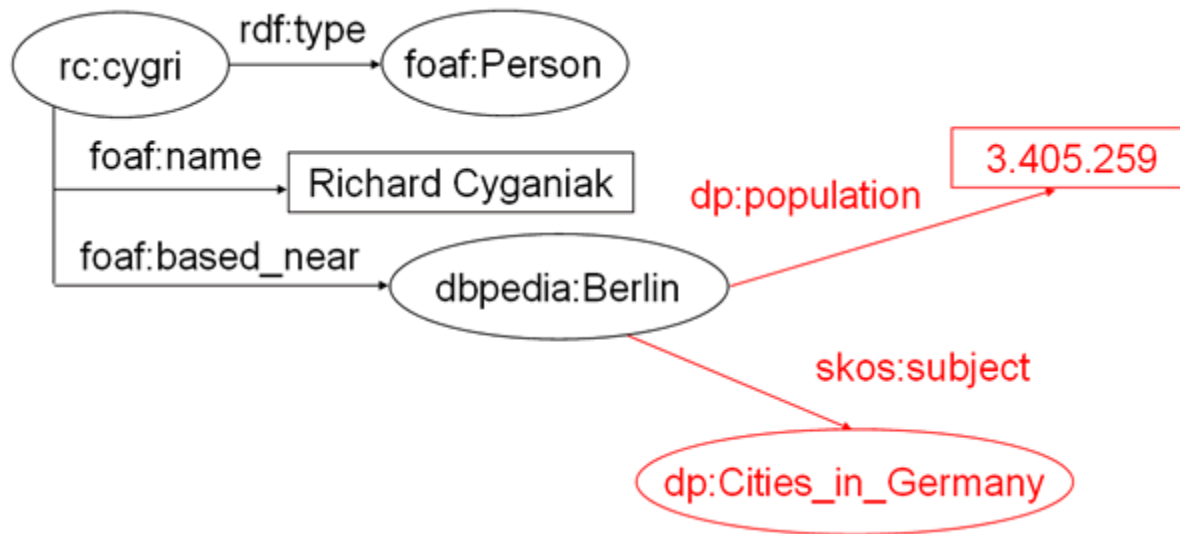 rdf:type
rc:cygri
foaf:Person
foaf:name
3.405.259
Richard Cyganiak
dp:population
foaf:based_near
dbpedia:Berlin
skos:subject
dp:Cities_in_Germany